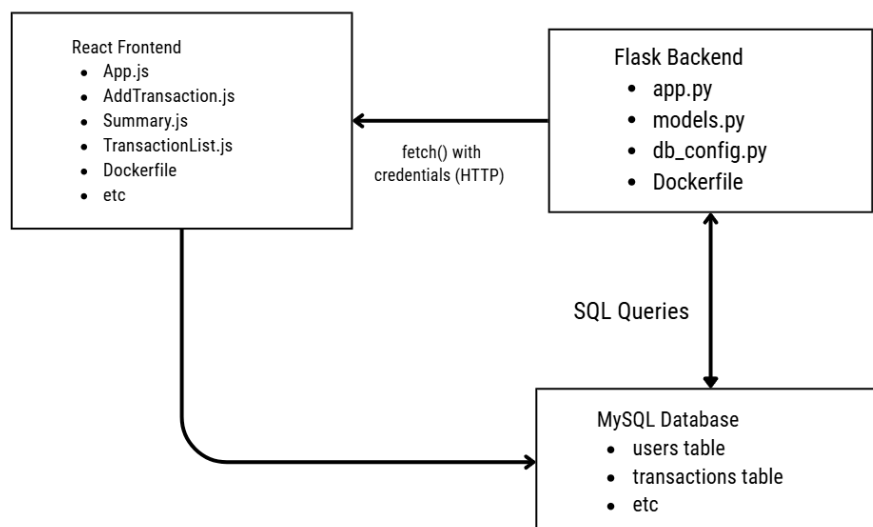 React Frontend
• App.js
• AddTransaction.js
• Summary.js
• TransactionList.js
• Dockerfile
• etc
fetch() with
credentials (HTTP)
Flask Backend
• app.py
• models.py
• db_config.py
• Dockerfile
SQL Queries
MySQL Database
• users table
• transactions table
• etc